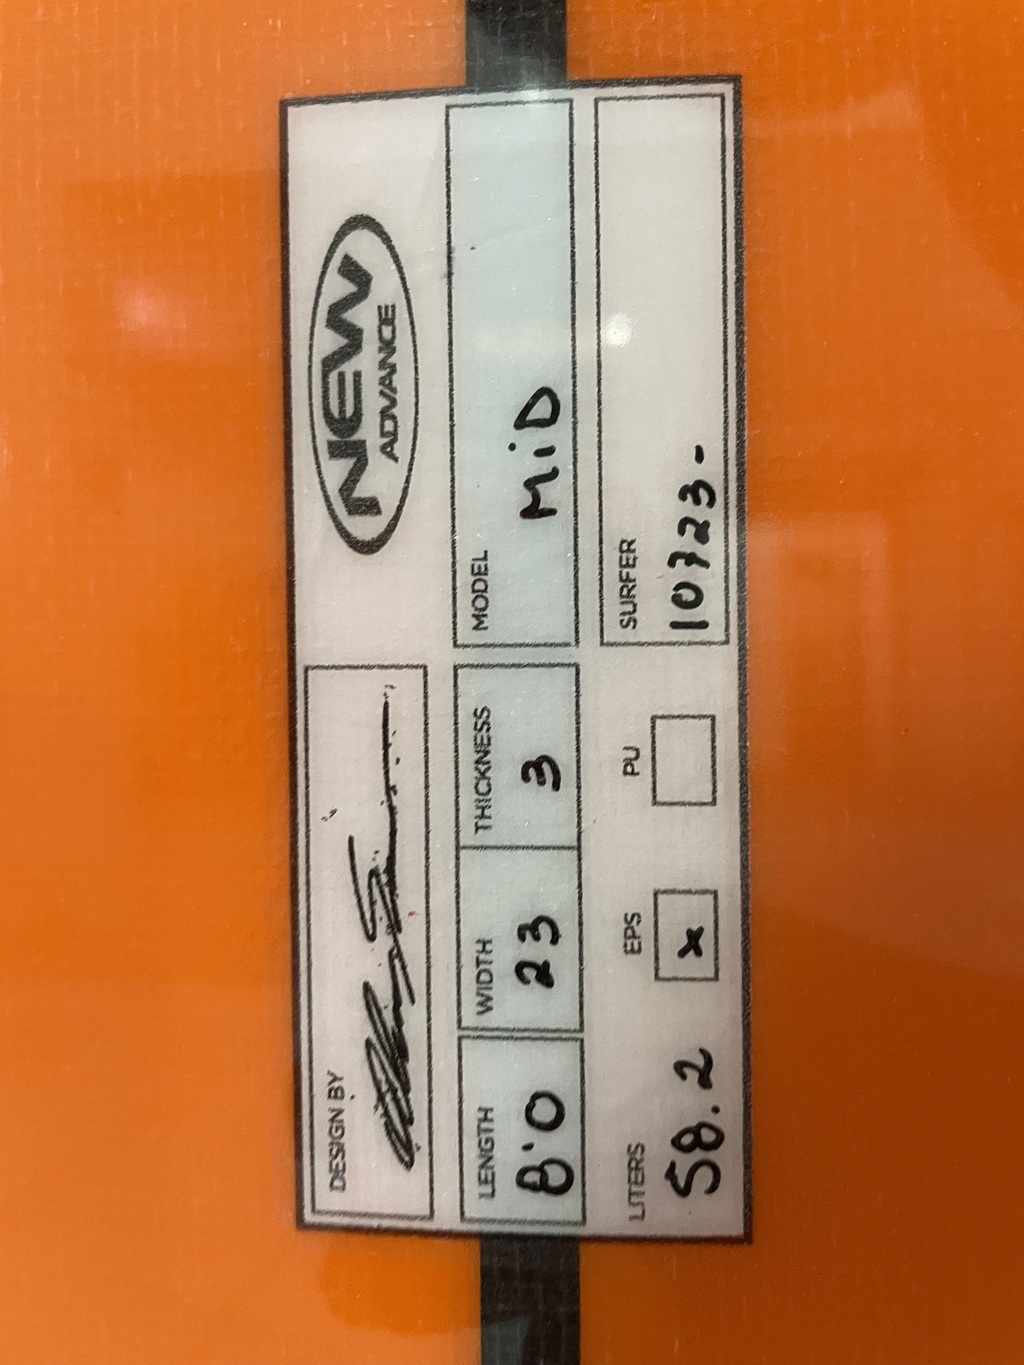 DESIGN BY
NEW
ADVANCE
LENGTH WIDTH THICKNESS MODEL
8'0 23 3 MiD
LITERS EPS PU SURFER
58.2 x 10723-